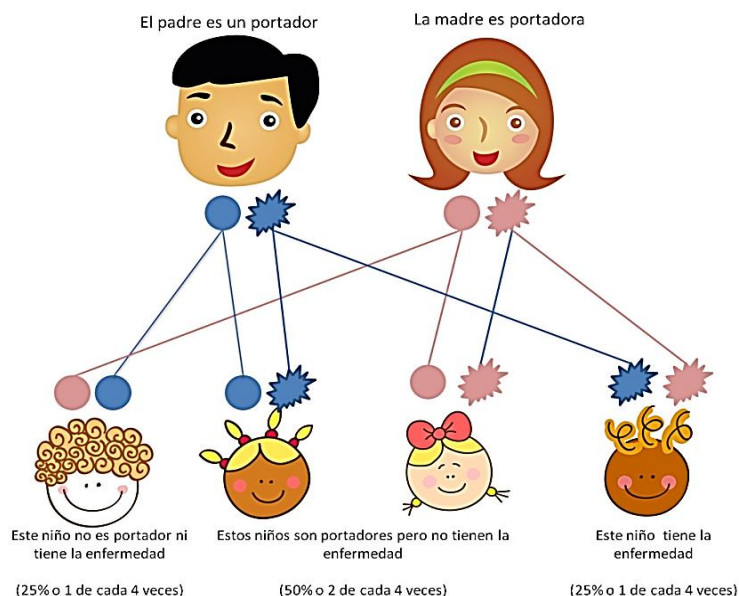 El padre es un portador
La madre es portadora
Este niño no es portador ni
tiene la enfermedad
(25% o 1 de cada 4 veces)
Estos niños son portadores pero no tienen la
enfermedad
(50% o 2 de cada 4 veces)
Este niño tiene la
enfermedad
(25% o 1 de cada 4 veces)